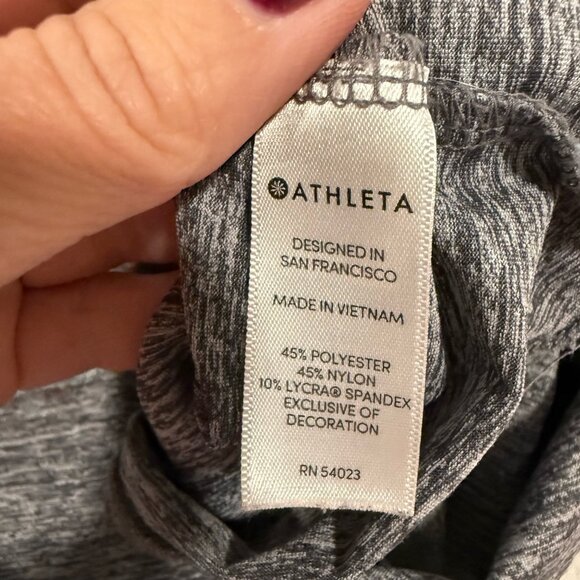 ATHLETA
DESIGNED IN
SAN FRANCISCO
MADE IN VIETNAM
45% POLYESTER
45% NYLON
10% LYCRA® SPANDEX
EXCLUSIVE OF
DECORATION
RN 54023